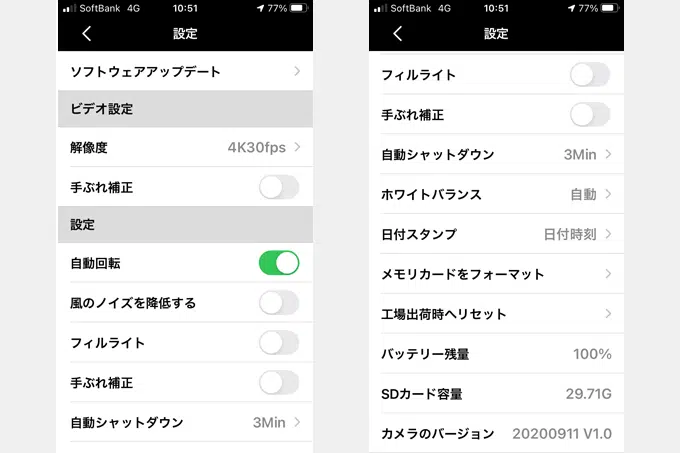 SoftBank 4G 10:51 77%
設定
ソフトウェアアップデート
ビデオ設定
解像度 4K30fps
手ぶれ補正
設定
自動回転
風のノイズを降低する
フィルライト
手ぶれ補正
自動シャットダウン 3Min
SoftBank 4G 10:51 77%
設定
フィルライト
手ぶれ補正
自動シャットダウン 3Min
ホワイトバランス 自動
日付スタンプ 日付時刻
メモリカードをフォーマット
工場出荷時へリセット
バッテリー残量 100%
SDカード容量 29.71G
カメラのバージョン 20200911 V1.0